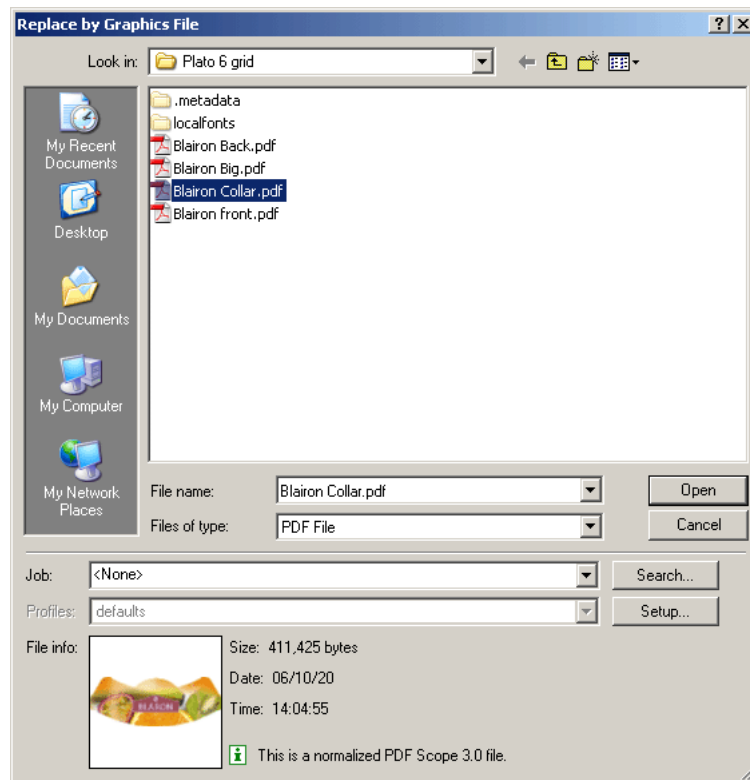 Replace by Graphics File
Look in: Plato 6 grid
.metadata
localfonts
Blairon Back.pdf
Blairon Big.pdf
Blairon Collar.pdf
Blairon front.pdf
My Recent
Documents
Desktop
My Documents
My Computer
My Network
Places
File name: Blairon Collar.pdf Open
Files of type: PDF File Cancel
Job: <None> Search...
Profiles: defaults Setup...
File info: Size: 411,425 bytes
Date: 06/10/20
Time: 14:04:55
This is a normalized PDF Scope 3.0 file.